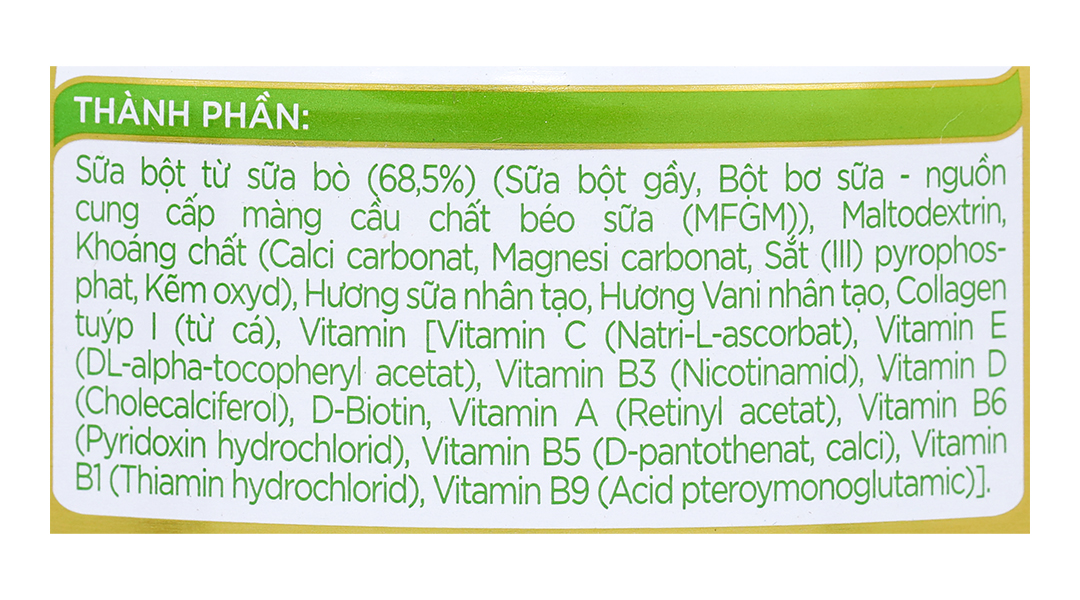 THÀNH PHẦN:
Sữa bột từ sữa bò (68,5%) (Sữa bột gầy, Bột bơ sữa - nguồn
cung cấp màng cầu chất béo sữa (MFGM)), Maltodextrin,
Khoáng chất (Calci carbonat, Magnesi carbonat, Sắt (III) pyrophos-
phat, Kẽm oxyd), Hương sữa nhân tạo, Hương Vani nhân tạo, Collagen
tuýp I (từ cá), Vitamin [Vitamin C (Natri-L-ascorbat), Vitamin E
(DL-alpha-tocopheryl acetat), Vitamin B3 (Nicotinamid), Vitamin D
(Cholecalciferol), D-Biotin, Vitamin A (Retinyl acetat), Vitamin B6
(Pyridoxin hydrochlorid), Vitamin B5 (D-pantothenat, calci), Vitamin
B1 (Thiamin hydrochlorid), Vitamin B9 (Acid pteroymonoglutamic)].